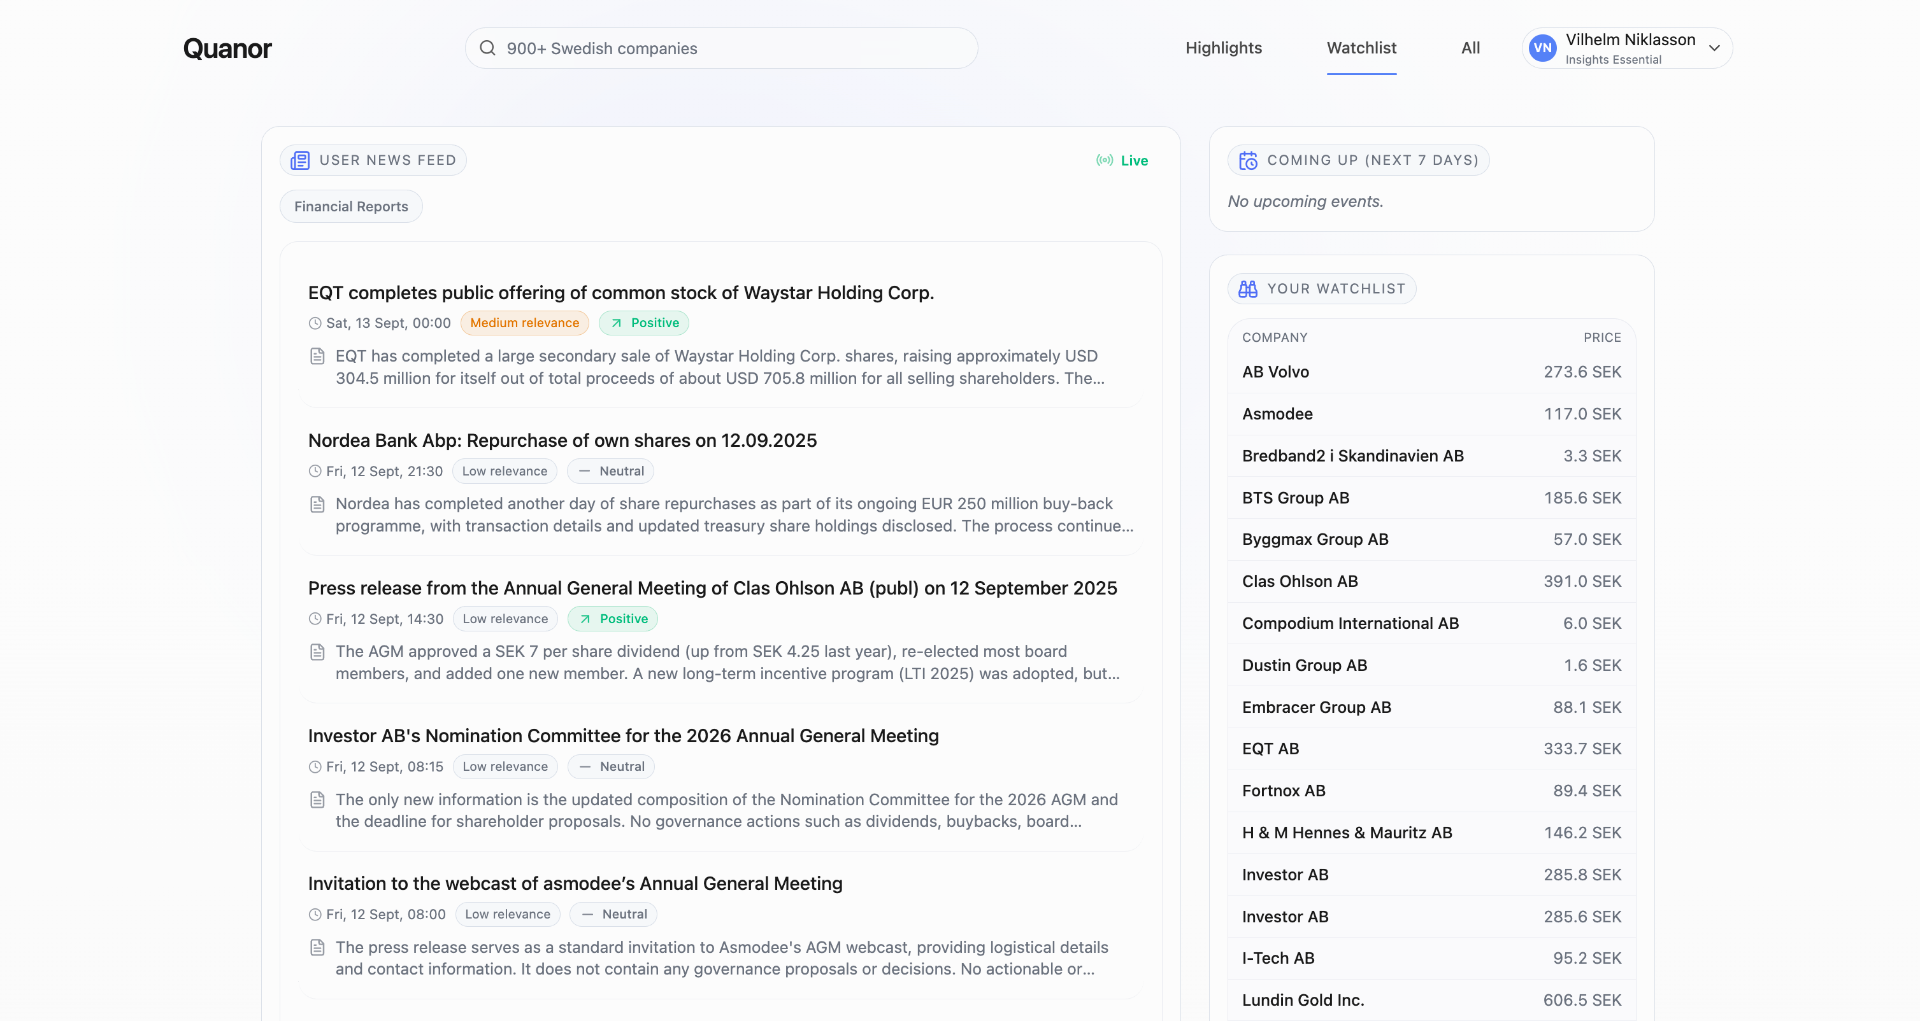 Quanor
900+ Swedish companies
Highlights
Watchlist
All
VN
Vilhelm Niklasson
Insights Essential
USER NEWS FEED
Live
Financial Reports
EQT completes public offering of common stock of Waystar Holding Corp.
Sat, 13 Sept, 00:00 Medium relevance Positive
EQT has completed a large secondary sale of Waystar Holding Corp. shares, raising approximately USD
304.5 million for itself out of total proceeds of about USD 705.8 million for all selling shareholders. The...
Nordea Bank Abp: Repurchase of own shares on 12.09.2025
Fri, 12 Sept, 21:30 Low relevance Neutral
Nordea has completed another day of share repurchases as part of its ongoing EUR 250 million buy-back
programme, with transaction details and updated treasury share holdings disclosed. The process continue...
Press release from the Annual General Meeting of Clas Ohlson AB (publ) on 12 September 2025
Fri, 12 Sept, 14:30 Low relevance Positive
The AGM approved a SEK 7 per share dividend (up from SEK 4.25 last year), re-elected most board
members, and added one new member. A new long-term incentive program (LTI 2025) was adopted, but...
Investor AB's Nomination Committee for the 2026 Annual General Meeting
Fri, 12 Sept, 08:15 Low relevance Neutral
The only new information is the updated composition of the Nomination Committee for the 2026 AGM and
the deadline for shareholder proposals. No governance actions such as dividends, buybacks, board...
Invitation to the webcast of asmodee’s Annual General Meeting
Fri, 12 Sept, 08:00 Low relevance Neutral
The press release serves as a standard invitation to Asmodee's AGM webcast, providing logistical details
and contact information. It does not contain any governance proposals or decisions. No actionable or...
COMING UP (NEXT 7 DAYS)
No upcoming events.
YOUR WATCHLIST
COMPANY PRICE
AB Volvo 273.6 SEK
Asmodee 117.0 SEK
Bredband2 i Skandinavien AB 3.3 SEK
BTS Group AB 185.6 SEK
Byggmax Group AB 57.0 SEK
Clas Ohlson AB 391.0 SEK
Compodium International AB 6.0 SEK
Dustin Group AB 1.6 SEK
Embracer Group AB 88.1 SEK
EQT AB 333.7 SEK
Fortnox AB 89.4 SEK
H & M Hennes & Mauritz AB 146.2 SEK
Investor AB 285.8 SEK
Investor AB 285.6 SEK
I-Tech AB 95.2 SEK
Lundin Gold Inc. 606.5 SEK